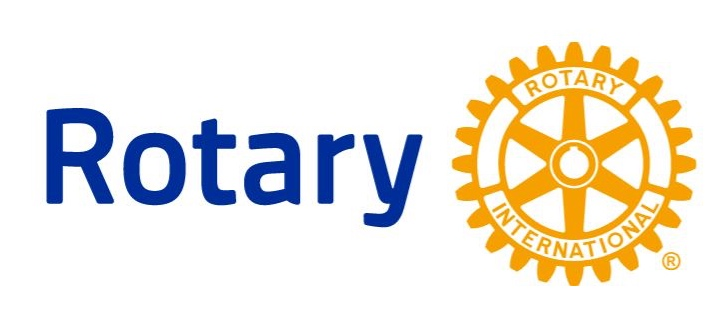 Rotary
ROTARY
INTERNATIONAL
®